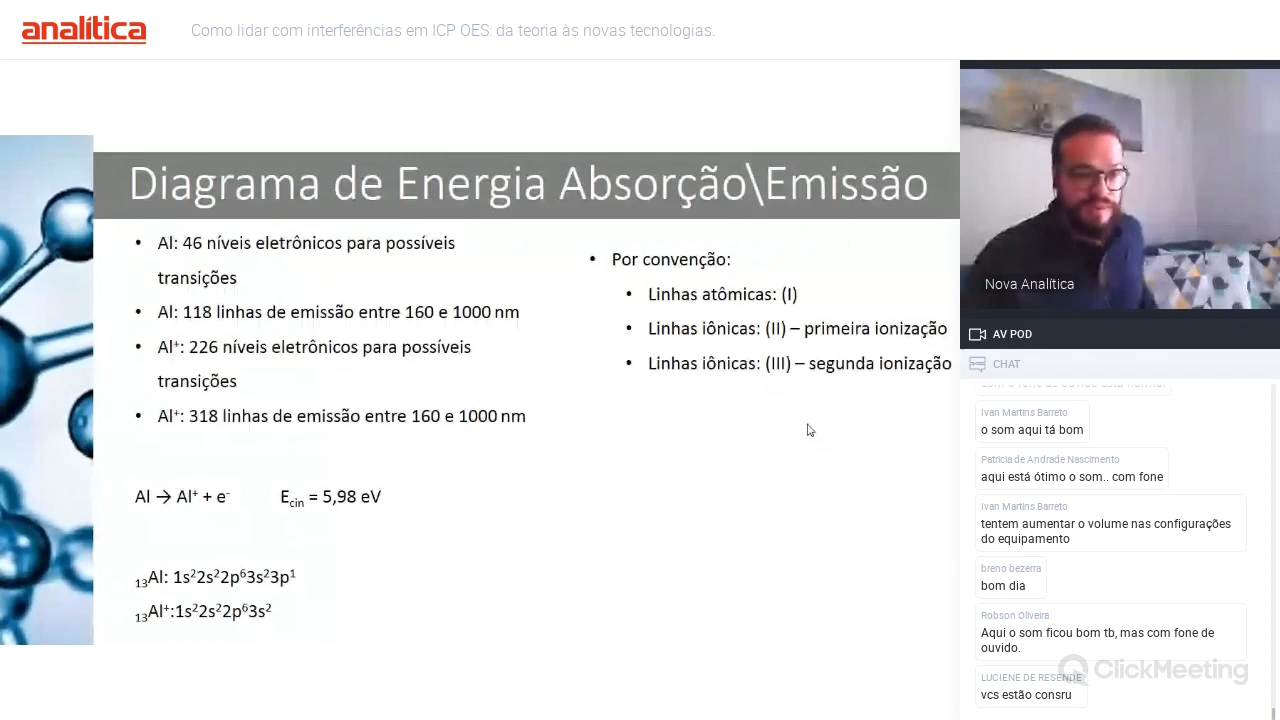 analítica
Como lidar com interferências em ICP OES: da teoria às novas tecnologias.
Diagrama de Energia Absorção\Emissão
• Al: 46 níveis eletrônicos para possíveis
transições
• Al: 118 linhas de emissão entre 160 e 1000 nm
• Al⁺: 226 níveis eletrônicos para possíveis
transições
• Al⁺: 318 linhas de emissão entre 160 e 1000 nm
Al → Al⁺ + e⁻ E_cin = 5,98 eV
₁₃Al: 1s²2s²2p⁶3s²3p¹
₁₃Al⁺:1s²2s²2p⁶3s²
• Por convenção:
• Linhas atômicas: (I)
• Linhas iônicas: (II) – primeira ionização
• Linhas iônicas: (III) – segunda ionização
Nova Analítica
AV POD
CHAT
Ivan Martins Barreto
o som aqui tá bom
Patricia de Andrade Nascimento
aqui está ótimo o som.. com fone
Ivan Martins Barreto
tentem aumentar o volume nas configurações
do equipamento
breno bezerra
bom dia
Robson Oliveira
Aqui o som ficou bom tb, mas com fone de
ouvido.
LUCIENE DE RESENDE
vcs estão consru
ClickMeeting